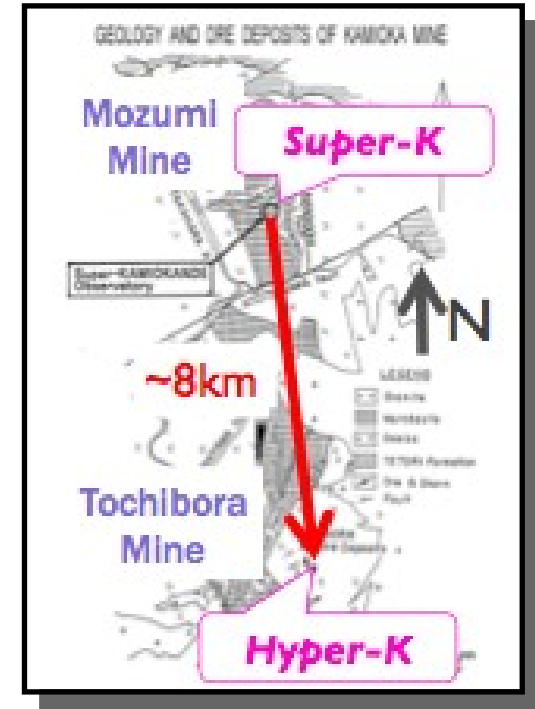 GEOLOGY AND ORE DEPOSITS OF KAMIOKA MINE
Mozumi
Mine
Super-K
Super-KAMIOKANDE
Observatory
N
~8km
LEGEND
Tochibora
Mine
Hyper-K